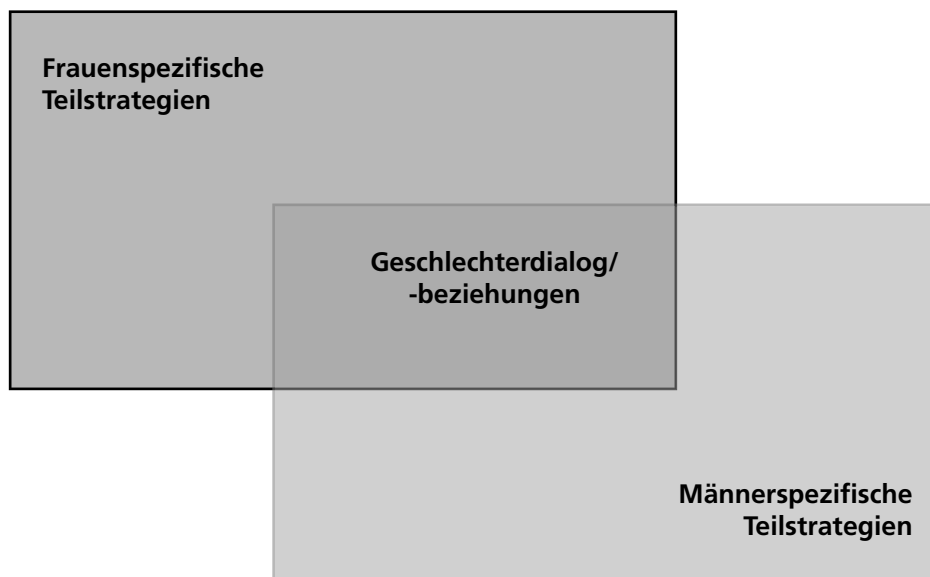 Frauenspezifische
Teilstrategien
Geschlechterdialog/
-beziehungen
Männerspezifische
Teilstrategien